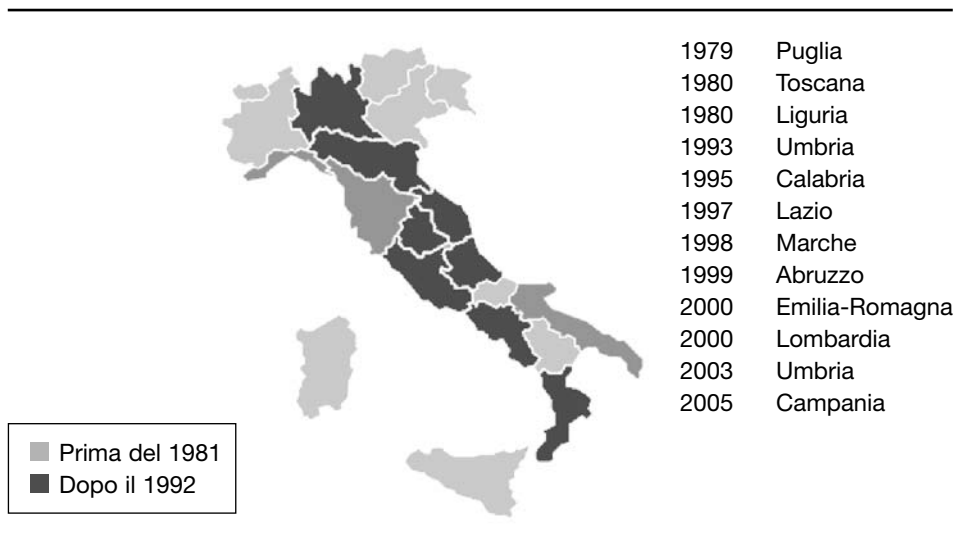 1979 Puglia
1980 Toscana
1980 Liguria
1993 Umbria
1995 Calabria
1997 Lazio
1998 Marche
1999 Abruzzo
2000 Emilia-Romagna
2000 Lombardia
2003 Umbria
2005 Campania
Prima del 1981
Dopo il 1992